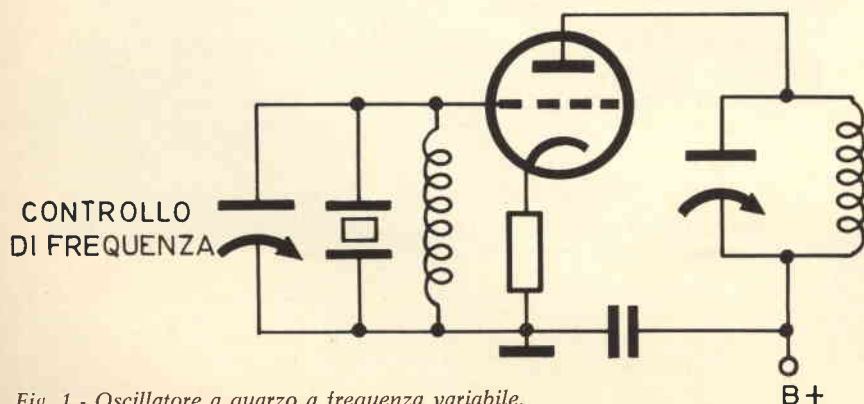 CONTROLLO
DI FREQUENZA
B+
Fig. 1 - Oscillatore a quarzo a frequenza variabile.